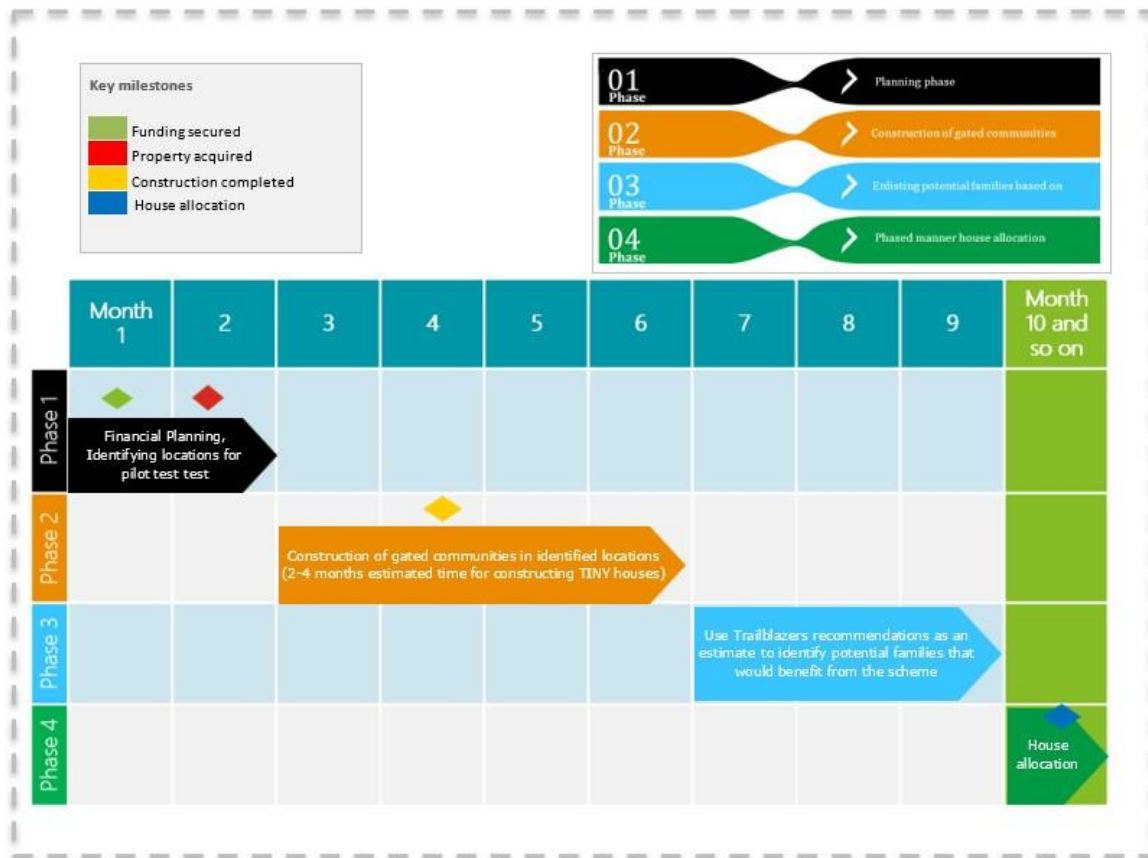 Key milestones
Funding secured
Property acquired
Construction completed
House allocation
01
Phase
Planning phase
02
Phase
Construction of gated communities
03
Phase
Enlisting potential families based on
04
Phase
Phased manner house allocation
Month
1
2
3
4
5
6
7
8
9
Month
10 and
so on
Phase 1
Financial Planning,
Identifying locations for
pilot test test
Phase 2
Construction of gated communities in identified locations
(2-4 months estimated time for constructing TINY houses)
Phase 3
Use Trailblazers recommendations as an
estimate to identify potential families that
would benefit from the scheme
Phase 4
House
allocation